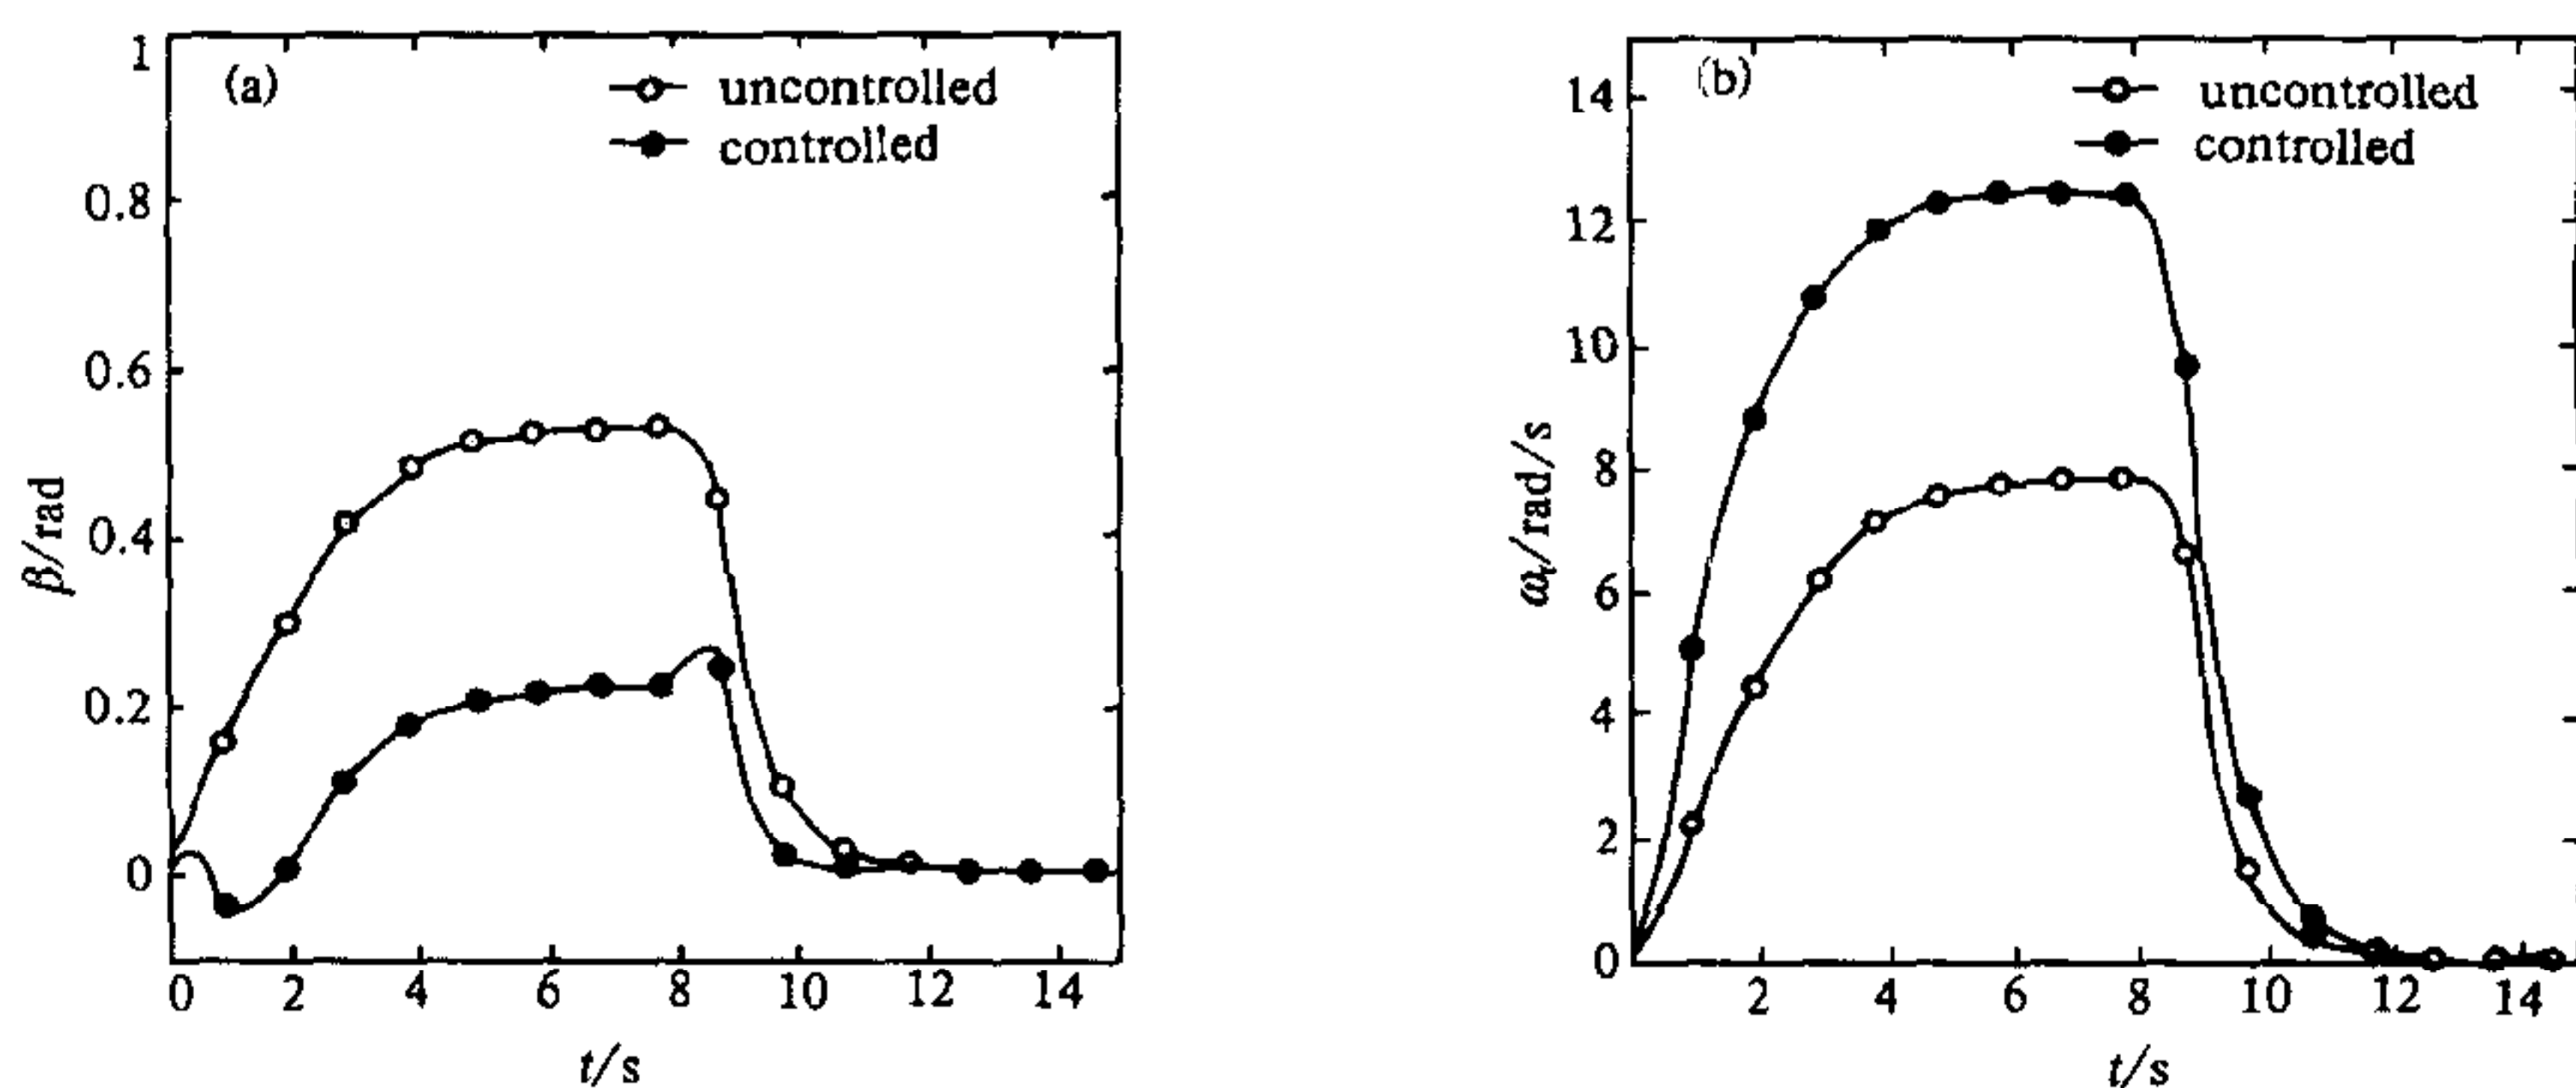 (a)
uncontrolled
controlled
1
0.8
0.6
0.4
0.2
0
β/rad
0 2 4 6 8 10 12 14
t/s
(b)
uncontrolled
controlled
14
12
10
8
6
4
2
0
ωᵣ/rad/s
2 4 6 8 10 12 14
t/s